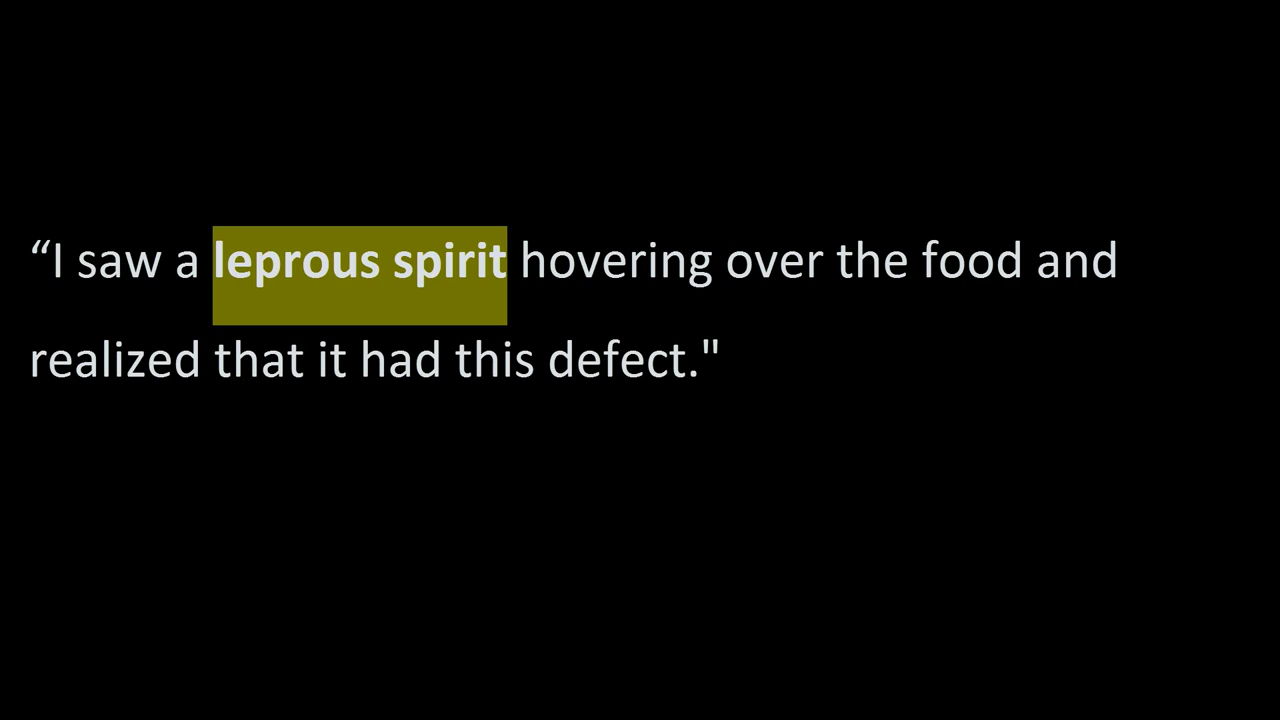 “I saw a leprous spirit hovering over the food and
realized that it had this defect."